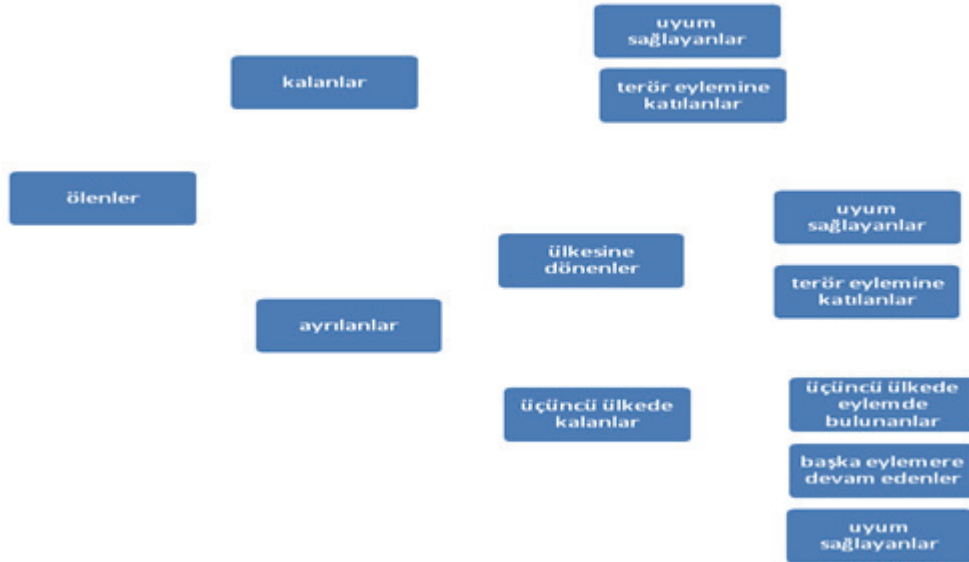 uyum
sağlayanlar
kalanlar
terör eylemine
katılanlar
ölenler
uyum
sağlayanlar
ülkesine
dönenler
terör eylemine
katılanlar
ayrılanlar
üçüncü ülkede
kalanlar
üçüncü ülkede
eylemde
bulunanlar
başka eylemere
devam edenler
uyum
sağlayanlar